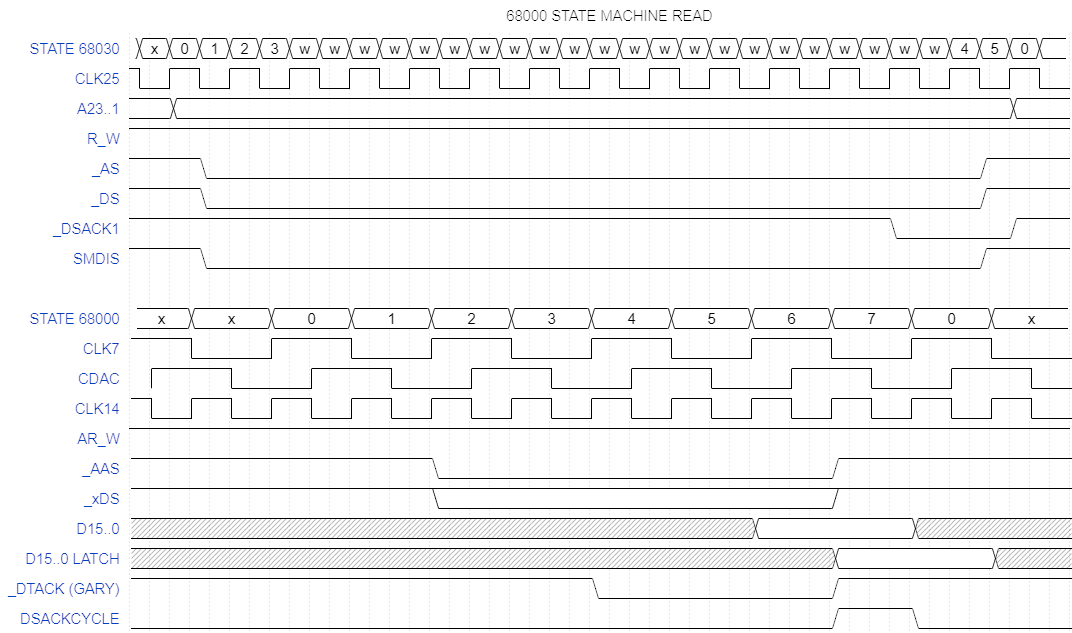 68000 STATE MACHINE READ
STATE 68030 x 0 1 2 3 w w w w w w w w w w w w w w w w w w w w w w 4 5 0
CLK25
A23..1
R_W
_AS
_DS
_DSACK1
SMDIS
STATE 68000 x x 0 1 2 3 4 5 6 7 0 x
CLK7
CDAC
CLK14
AR_W
_AAS
_xDS
D15..0
D15..0 LATCH
_DTACK (GARY)
DSACKCYCLE